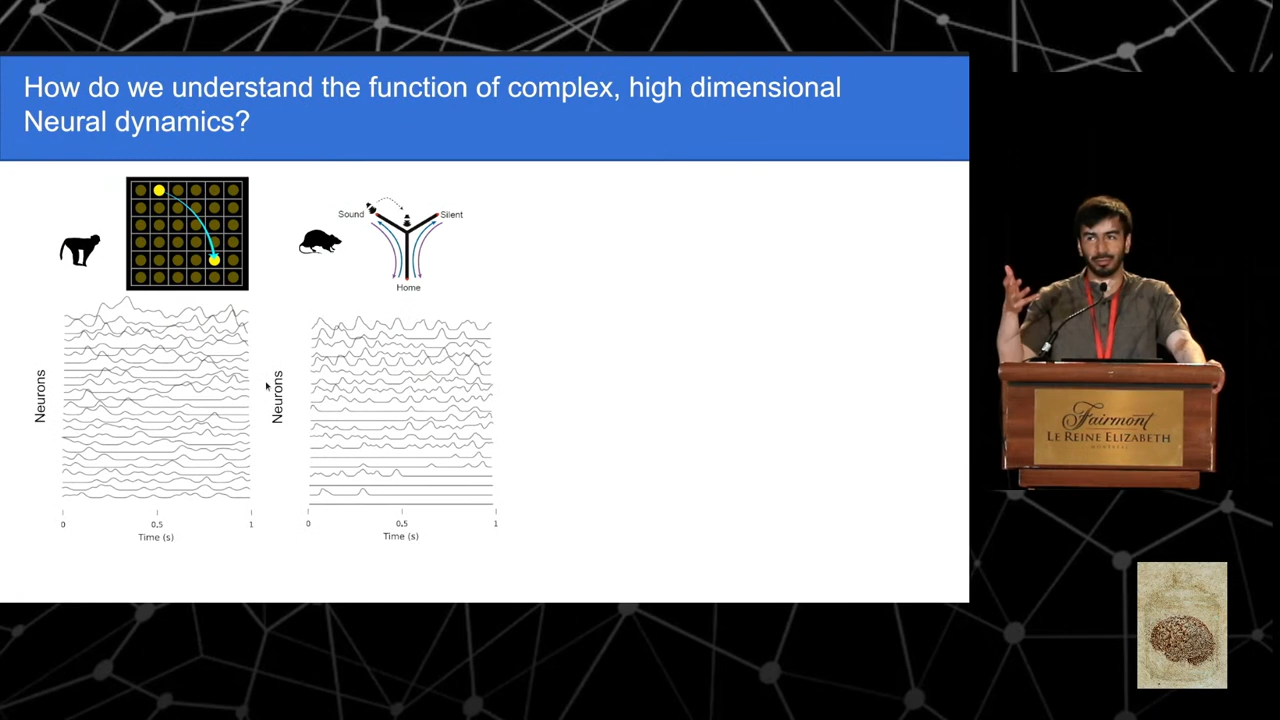 How do we understand the function of complex, high dimensional
Neural dynamics?
Sound
Silent
Home
Neurons
0
0.5
1
Time (s)
Neurons
0
0.5
1
Time (s)
Fairmont
LE REINE ELIZABETH
MONTRÉAL